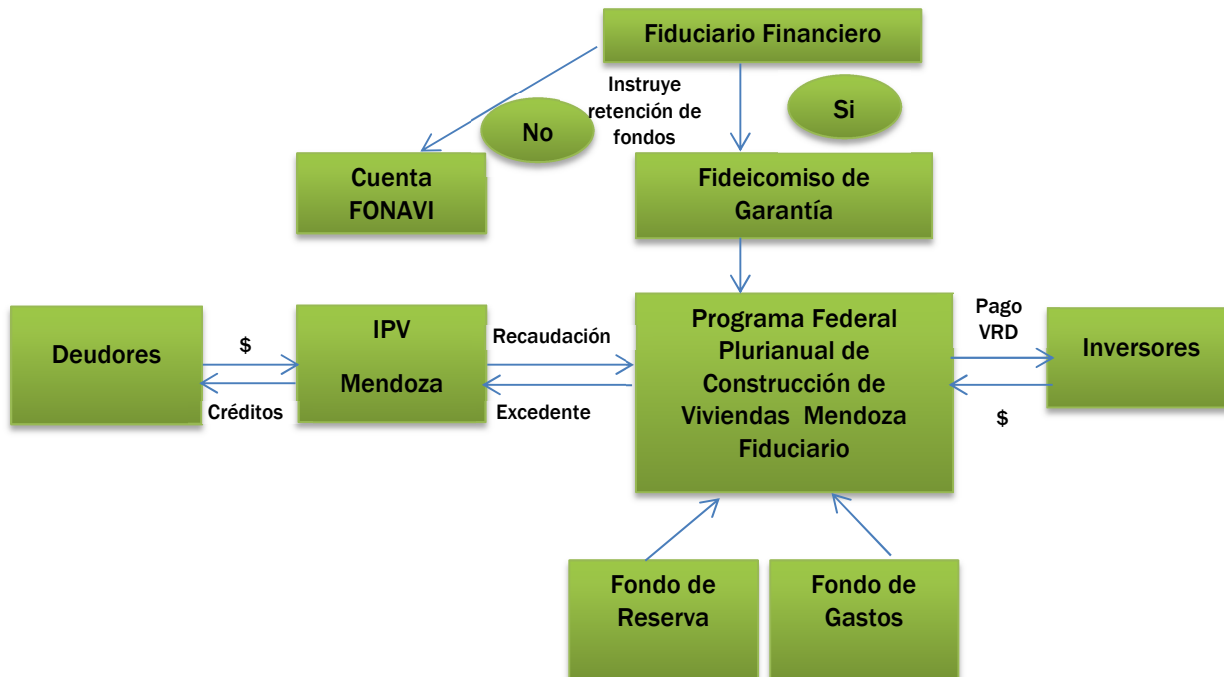 Fiduciario Financiero
Instruye
retención de
fondos
No
Si
Cuenta
FONAVI
Fideicomiso de
Garantía
Deudores
$
Créditos
IPV
Mendoza
Recaudación
Excedente
Programa Federal
Plurianual de
Construcción de
Viviendas Mendoza
Fiduciario
Pago
VRD
$
Inversores
Fondo de
Reserva
Fondo de
Gastos